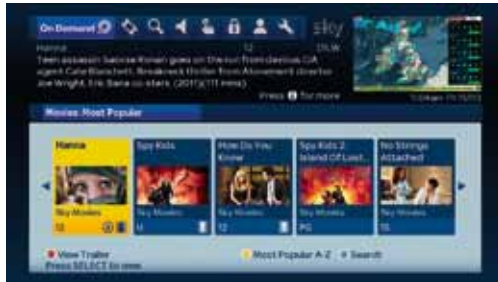 On Demand sky
Hanna 12
Teen assassin Saoirse Ronan goes on the run from devious CIA
agent Cate Blanchett. Breakneck thriller from Atonement director
Joe Wright. Eric Bana co-stars. (2011)(111 mins)
Press for more
Movies: Most Popular
Hanna
Spy Kids
How Do You
Know
Spy Kids 2
Island Of Lost...
No Strings
Attached
Sky Movies Sky Movies Sky Movies Sky Movies Sky Movies
12 U 12 PG 15
View Trailer Most Popular A-Z Search
Press SELECT to view